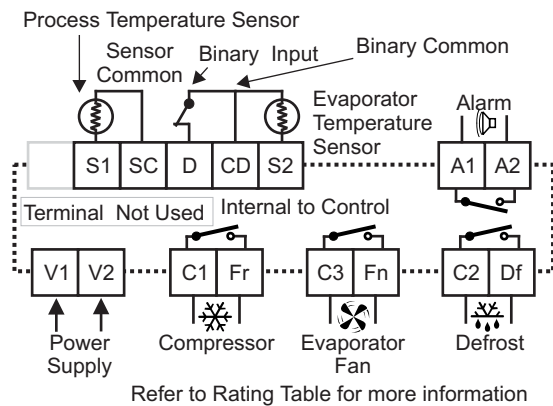 Process Temperature Sensor
Sensor
Common
Binary Input
Binary Common
Evaporator
Temperature
Sensor
Alarm
S1 SC D CD S2
A1 A2
Terminal Not Used
Internal to Control
V1 V2
C1 Fr
C3 Fn
C2 Df
Power
Supply
Compressor
Evaporator
Fan
Defrost
Refer to Rating Table for more information